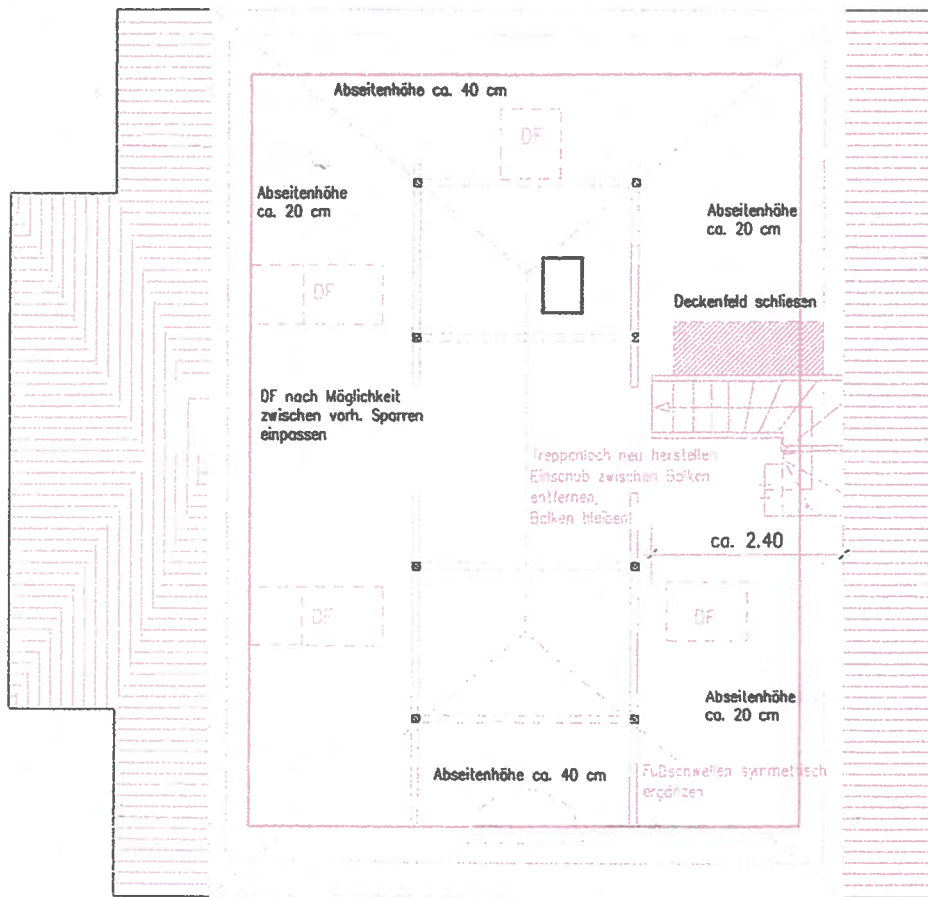 Abseitenhöhe ca. 40 cm
DF
Abseitenhöhe
ca. 20 cm
Abseitenhöhe
ca. 20 cm
DF
Deckenfeld schliesen
DF nach Möglichkeit
zwischen vorh. Sparren
einpassen
Treppenloch neu herstellen
Einschub zwischen Balken
entfernen,
Balken bleiben
ca. 2.40
DF
DF
Abseitenhöhe
ca. 20 cm
Abseitenhöhe ca. 40 cm
Fußschwellen symmetrisch
ergänzen